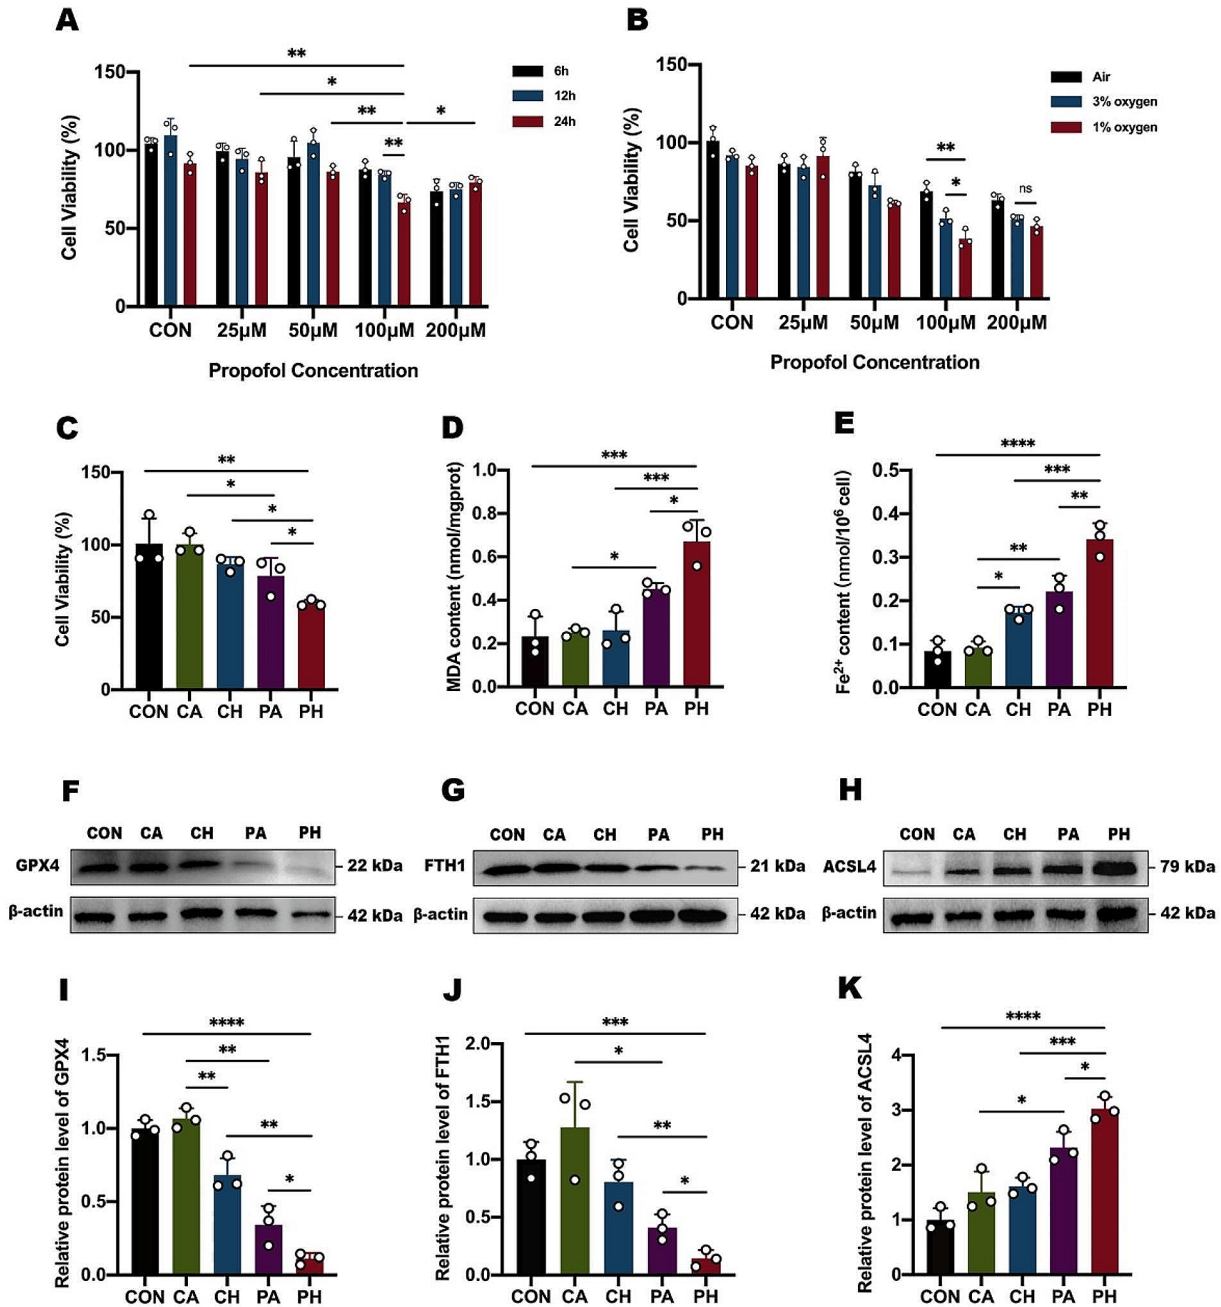 A
Cell Viability (%)
150
100
50
0
**
*
**
*
**
6h
12h
24h
CON 25μM 50μM 100μM 200μM
Propofol Concentration
B
Cell Viability (%)
150
100
50
0
**
*
ns
Air
3% oxygen
1% oxygen
CON 25μM 50μM 100μM 200μM
Propofol Concentration
C
Cell Viability (%)
150
100
50
0
**
*
*
*
CON CA CH PA PH
D
MDA content (nmol/mgprot)
1.0
0.8
0.6
0.4
0.2
0.0
***
***
*
*
CON CA CH PA PH
E
Fe2+ content (nmol/10⁶ cell)
0.5
0.4
0.3
0.2
0.1
0.0
****
***
**
**
*
CON CA CH PA PH
F
CON CA CH PA PH
GPX4 22 kDa
β-actin 42 kDa
G
CON CA CH PA PH
FTH1 21 kDa
β-actin 42 kDa
H
CON CA CH PA PH
ACSL4 79 kDa
β-actin 42 kDa
I
Relative protein level of GPX4
1.5
1.0
0.5
0.0
****
**
**
**
*
CON CA CH PA PH
J
Relative protein level of FTH1
2.0
1.5
1.0
0.5
0.0
***
*
**
*
CON CA CH PA PH
K
Relative protein level of ACSL4
4
3
2
1
0
****
***
*
*
CON CA CH PA PH